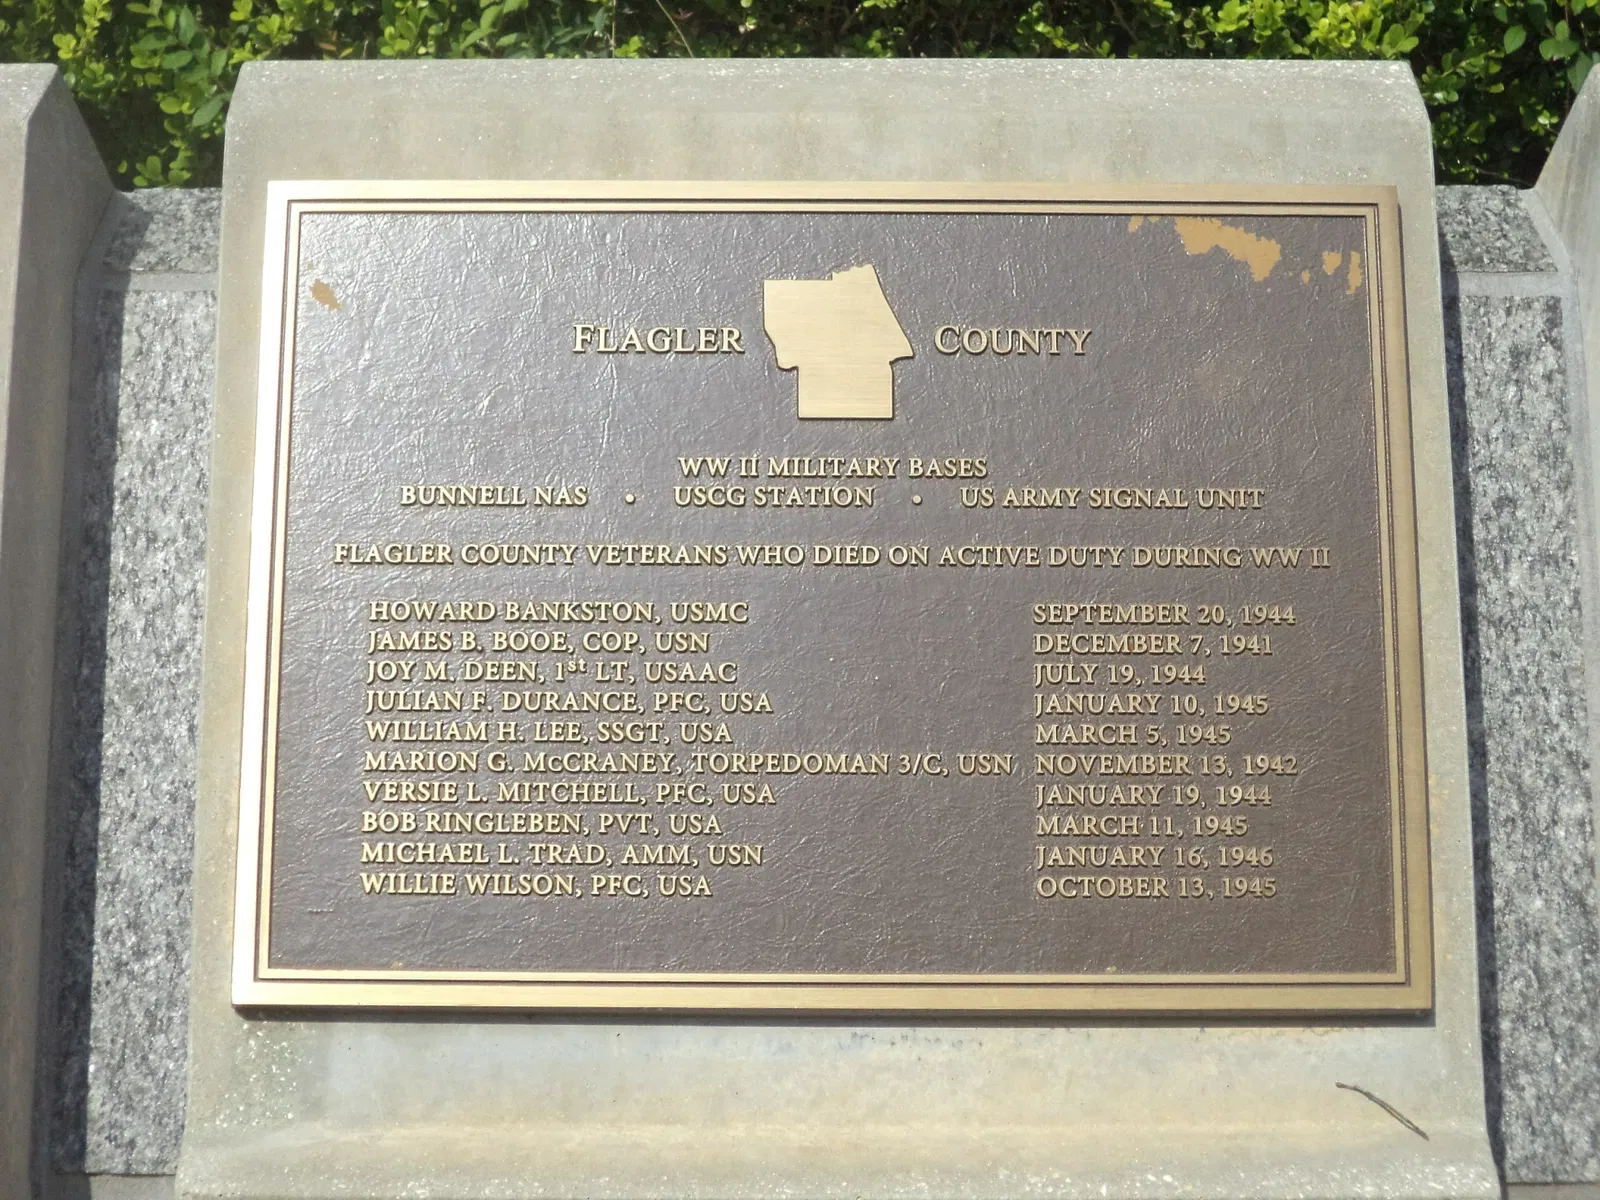 FLAGLER COUNTY
WW II MILITARY BASES
BUNNELL NAS • USCG STATION • US ARMY SIGNAL UNIT
FLAGLER COUNTY VETERANS WHO DIED ON ACTIVE DUTY DURING WW II
HOWARD BANKSTON, USMC SEPTEMBER 20, 1944
JAMES B. BOOE, COP, USN DECEMBER 7, 1941
JOY M. DEEN, 1st LT, USAAC JULY 19, 1944
JULIAN F. DURANCE, PFC, USA JANUARY 10, 1945
WILLIAM H. LEE, SSGT, USA MARCH 5, 1945
MARION G. McCRANEY, TORPEDOMAN 3/C, USN NOVEMBER 13, 1942
VERSIE L. MITCHELL, PFC, USA JANUARY 19, 1944
BOB RINGLEBEN, PVT, USA MARCH 11, 1945
MICHAEL L. TRAD, AMM, USN JANUARY 16, 1946
WILLIE WILSON, PFC, USA OCTOBER 13, 1945